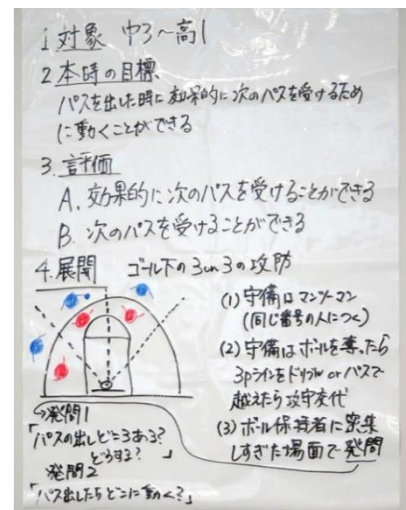 1 対象 中3〜高1
2 本時の目標
パスを出した時に効果的に次のパスを受けるため
に動くことができる
3. 評価
A. 効果的に次のパスを受けることができる
B. 次のパスを受けることができる
4. 展開 ゴール下の3on3の攻防
(1) 守備はマンツーマン
(同じ番号の人につく)
(2) 守備はボールを奪ったら
3pラインをドリブル or パスで
越えたら攻守交代
(3) ボール保持者に密集
しすぎた場面で発問
発問1
「パスの出しどころある?
どうする?」
発問2
「パス出したらどこに動く?」